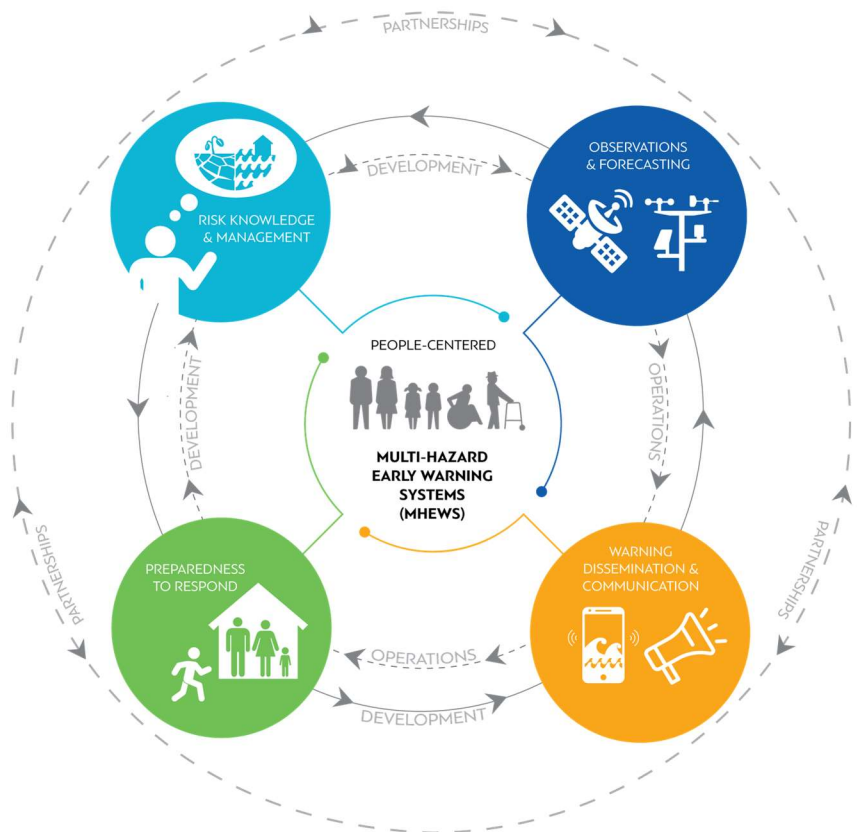 PARTNERSHIPS
OBSERVATIONS
& FORECASTING
DEVELOPMENT
RISK KNOWLEDGE
& MANAGEMENT
PEOPLE-CENTERED
MULTI-HAZARD
EARLY WARNING
SYSTEMS
(MHEWS)
DEVELOPMENT
OPERATIONS
PREPAREDNESS
TO RESPOND
WARNING
DISSEMINATION &
COMMUNICATION
PARTNERSHIPS
PARTNERSHIPS
OPERATIONS
DEVELOPMENT